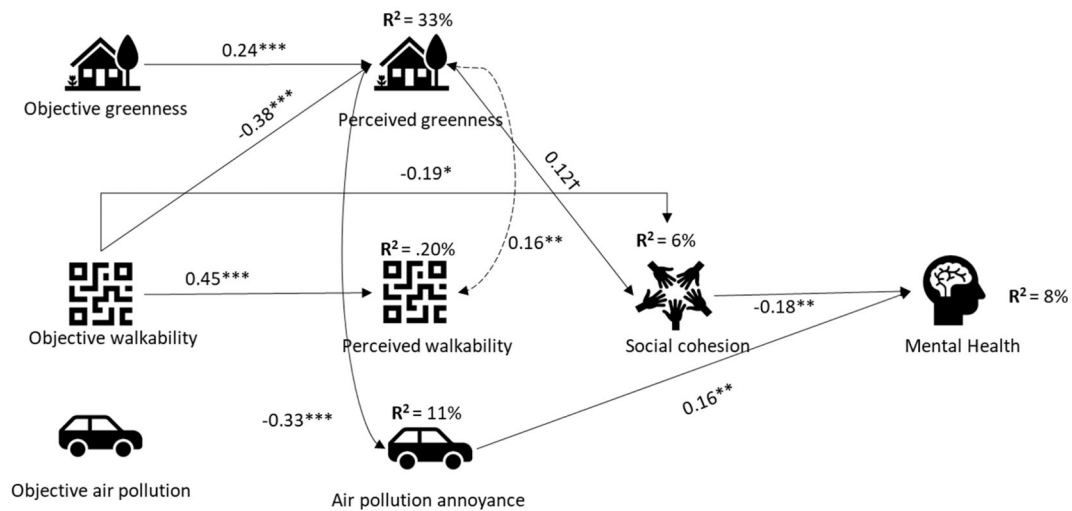 R² = 33%
0.24***
Objective greenness
Perceived greenness
-0.38***
0.12†
-0.19*
R² = .20%
0.16**
R² = 6%
0.45***
-0.18**
R² = 8%
Objective walkability
Perceived walkability
Social cohesion
Mental Health
0.16**
-0.33***
R² = 11%
Objective air pollution
Air pollution annoyance